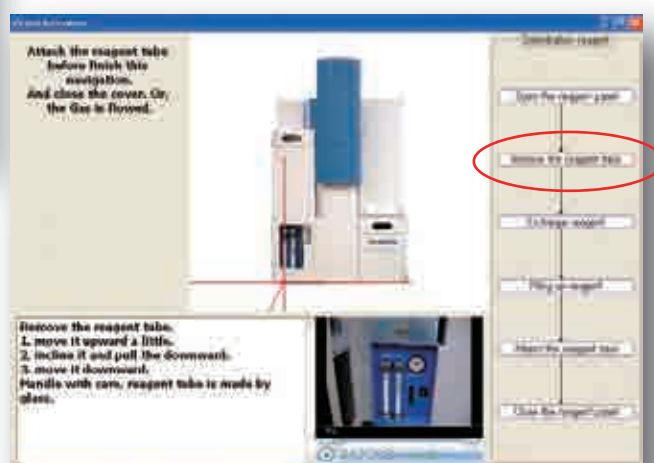 Attach the reagent tube
before finish this
navigation.
And close the cover. Or,
the Gas is flowed.
Remove the reagent tube.
1. move it upward a little.
2. incline it and pull the downward.
3. move it downward.
Handle with care, reagent tube is made by
glass.
Open the reagent panel
Remove the reagent tube
Exchange reagent
reagent
Attach the reagent tube
Close the reagent panel